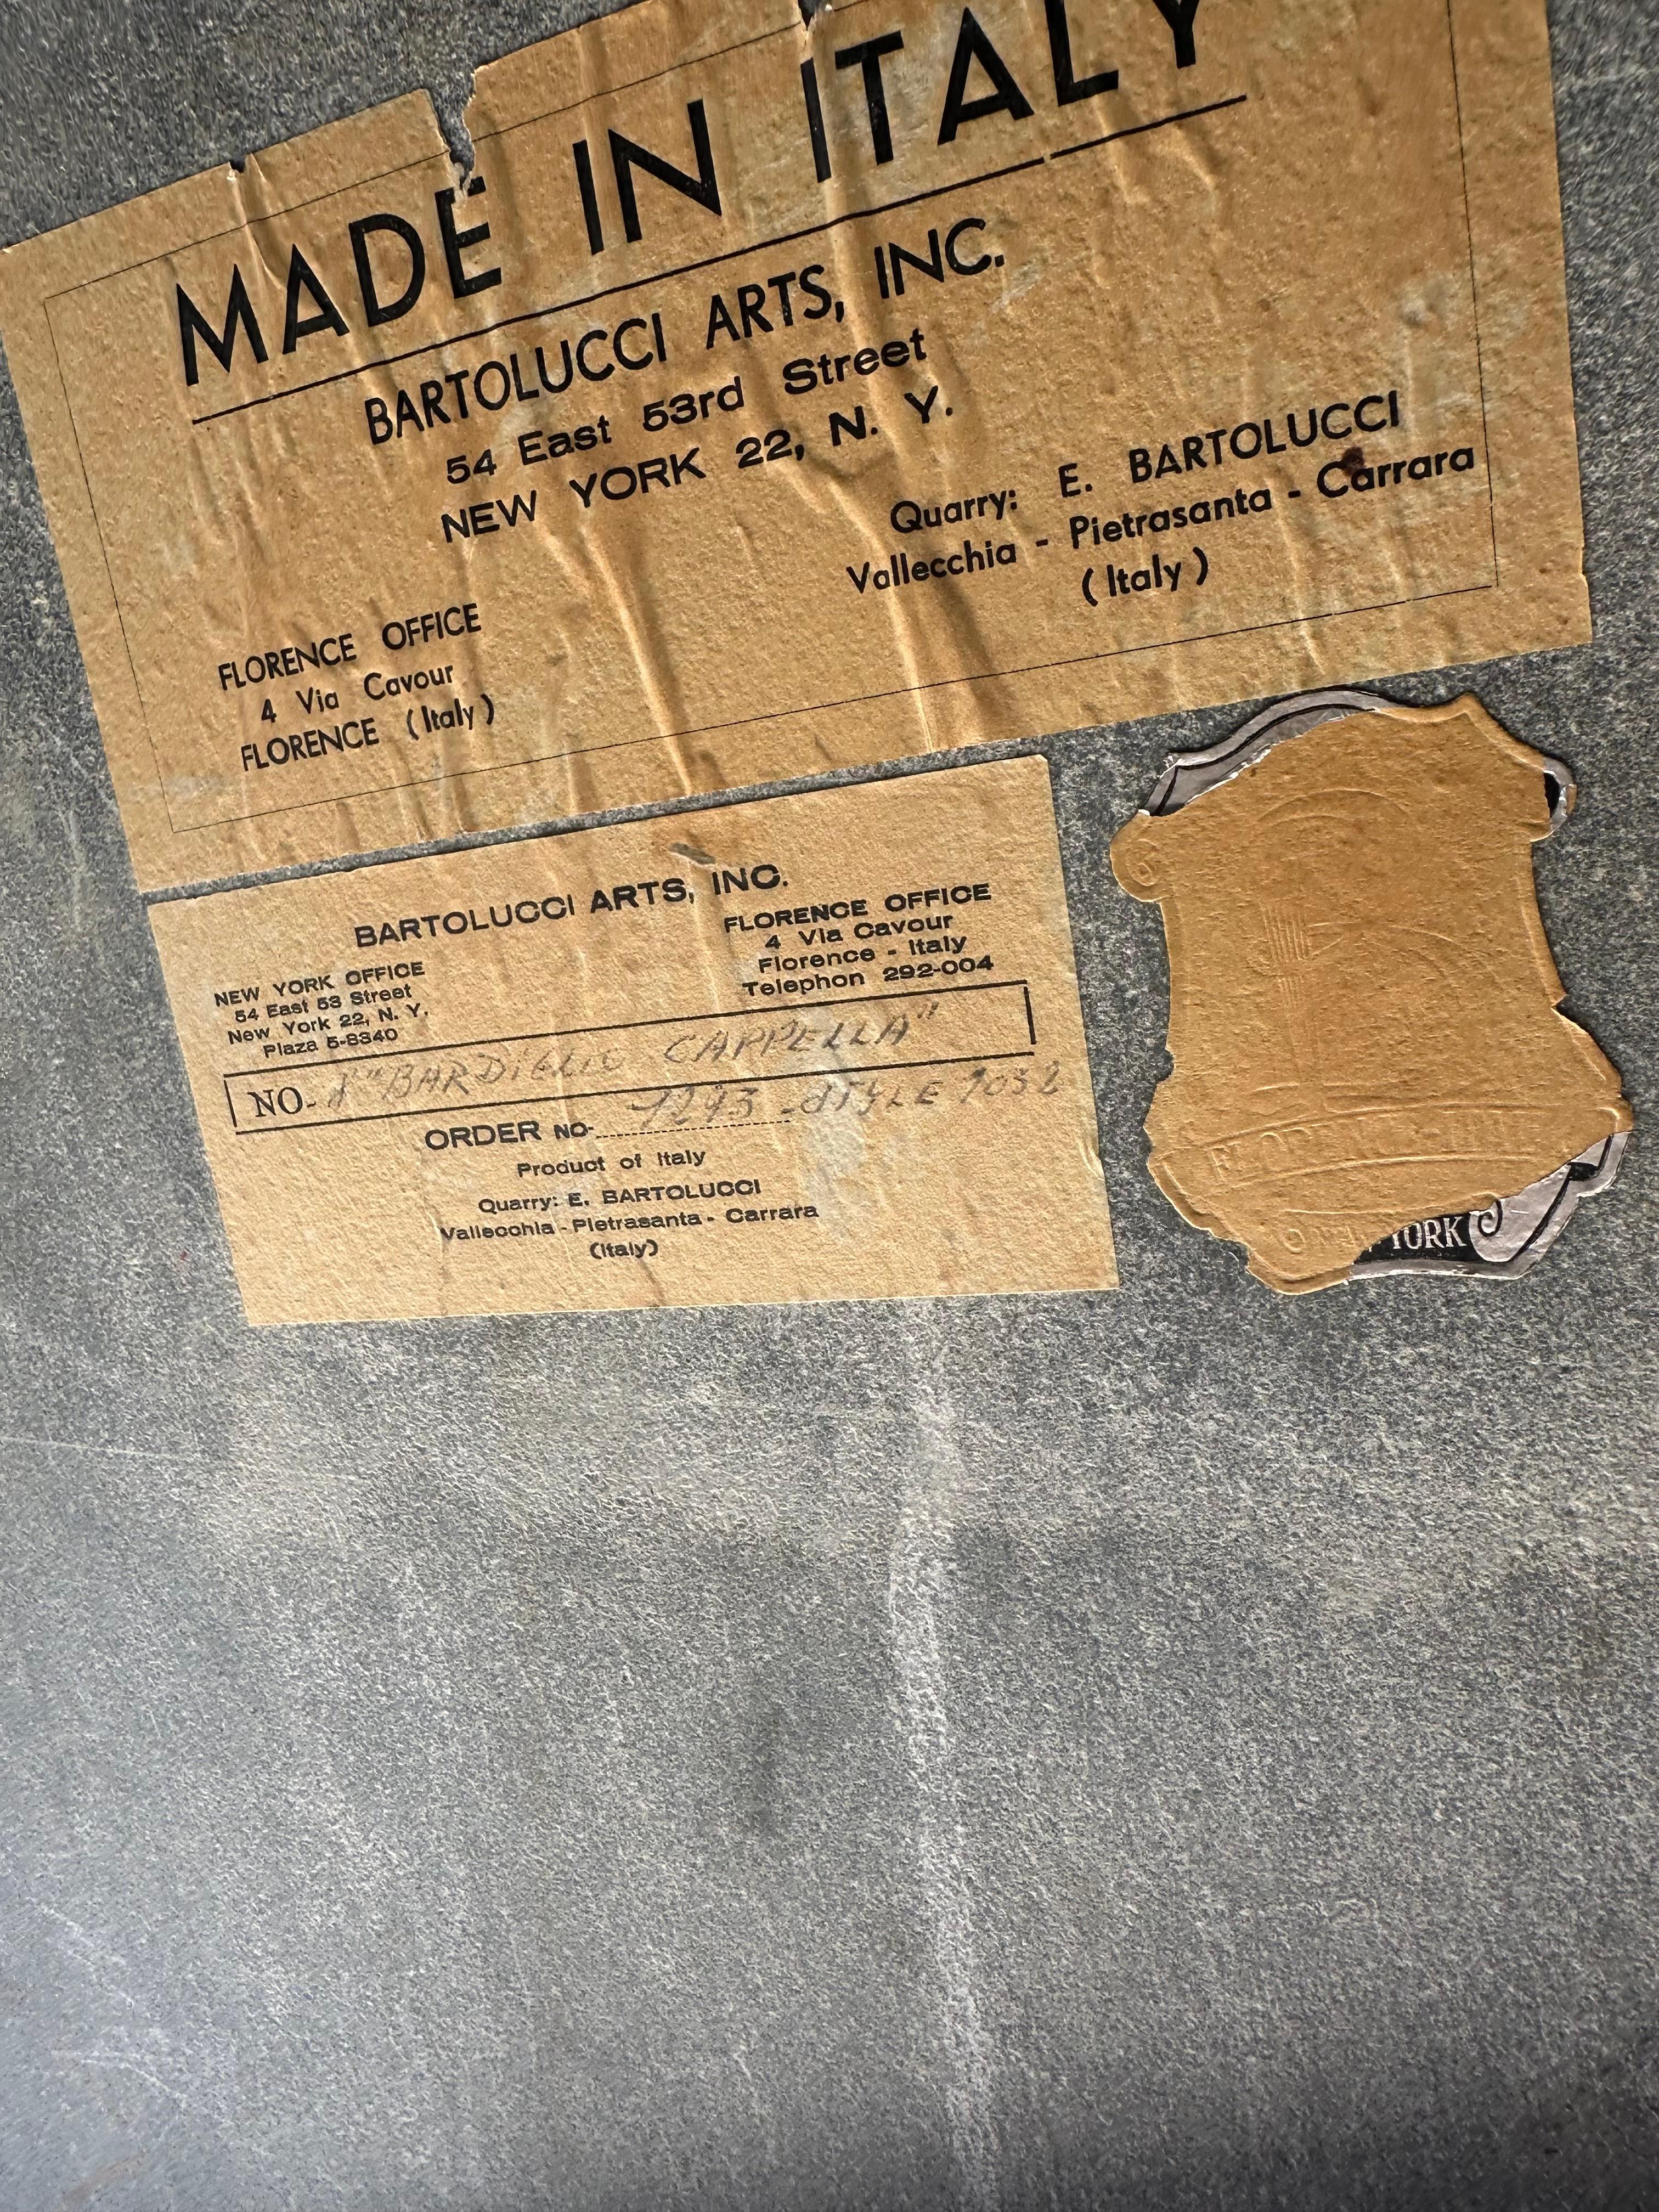 MADE IN ITALY
BARTOLUCCI ARTS, INC.
54 East 53rd Street
NEW YORK 22, N. Y.
Quarry: E. BARTOLUCCI
Vallecchia - Pietrasanta - Carrara
(Italy)
FLORENCE OFFICE
4 Via Cavour
FLORENCE (Italy)
BARTOLUCCI ARTS, INC.
NEW YORK OFFICE
54 East 53 Street
New York 22, N. Y.
Plaza 5-8340
FLORENCE OFFICE
4 Via Cavour
Florence - Italy
Telephon 292-004
NO- "BARDIGLIO CAPPELLA"
ORDER NO- 7293 - STYLE 1032
Product of Italy
Quarry: E. BARTOLUCCI
Vallecchia - Pietrasanta - Carrara
(Italy)
YORK